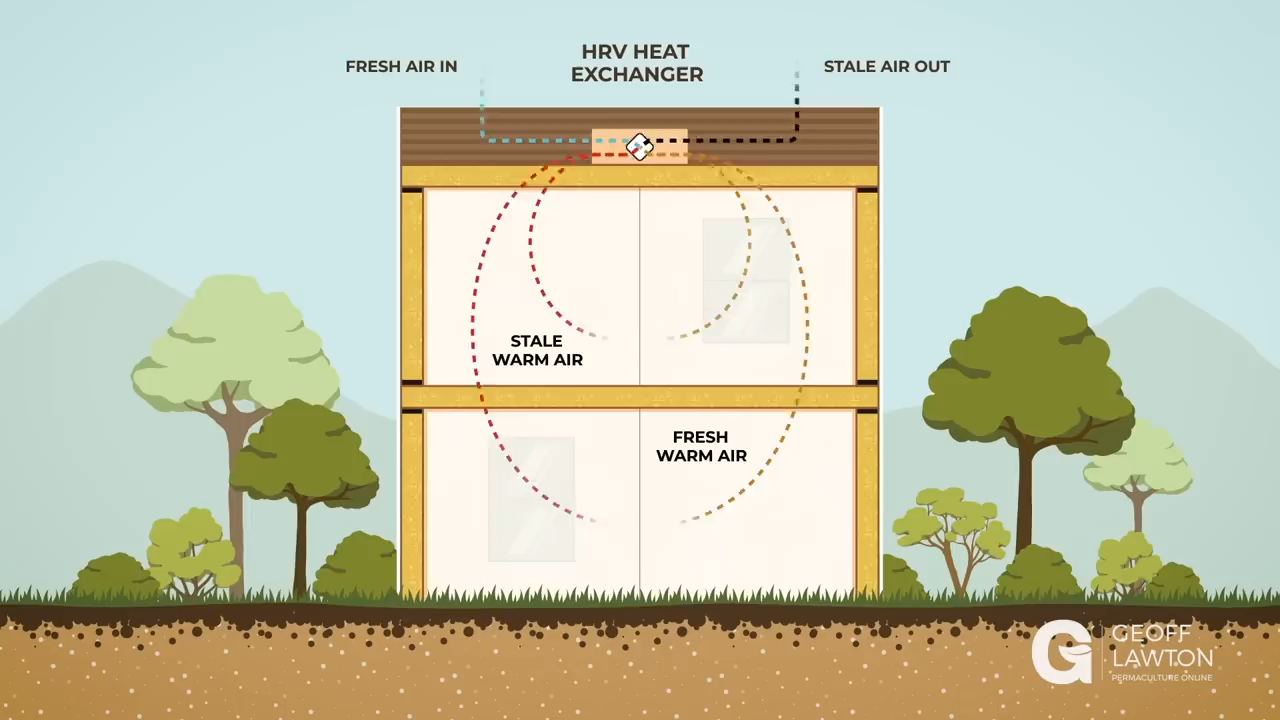 HRV HEAT
EXCHANGER
FRESH AIR IN
STALE AIR OUT
STALE
WARM AIR
FRESH
WARM AIR
GEOFF
LAWTON
PERMACULTURE ONLINE